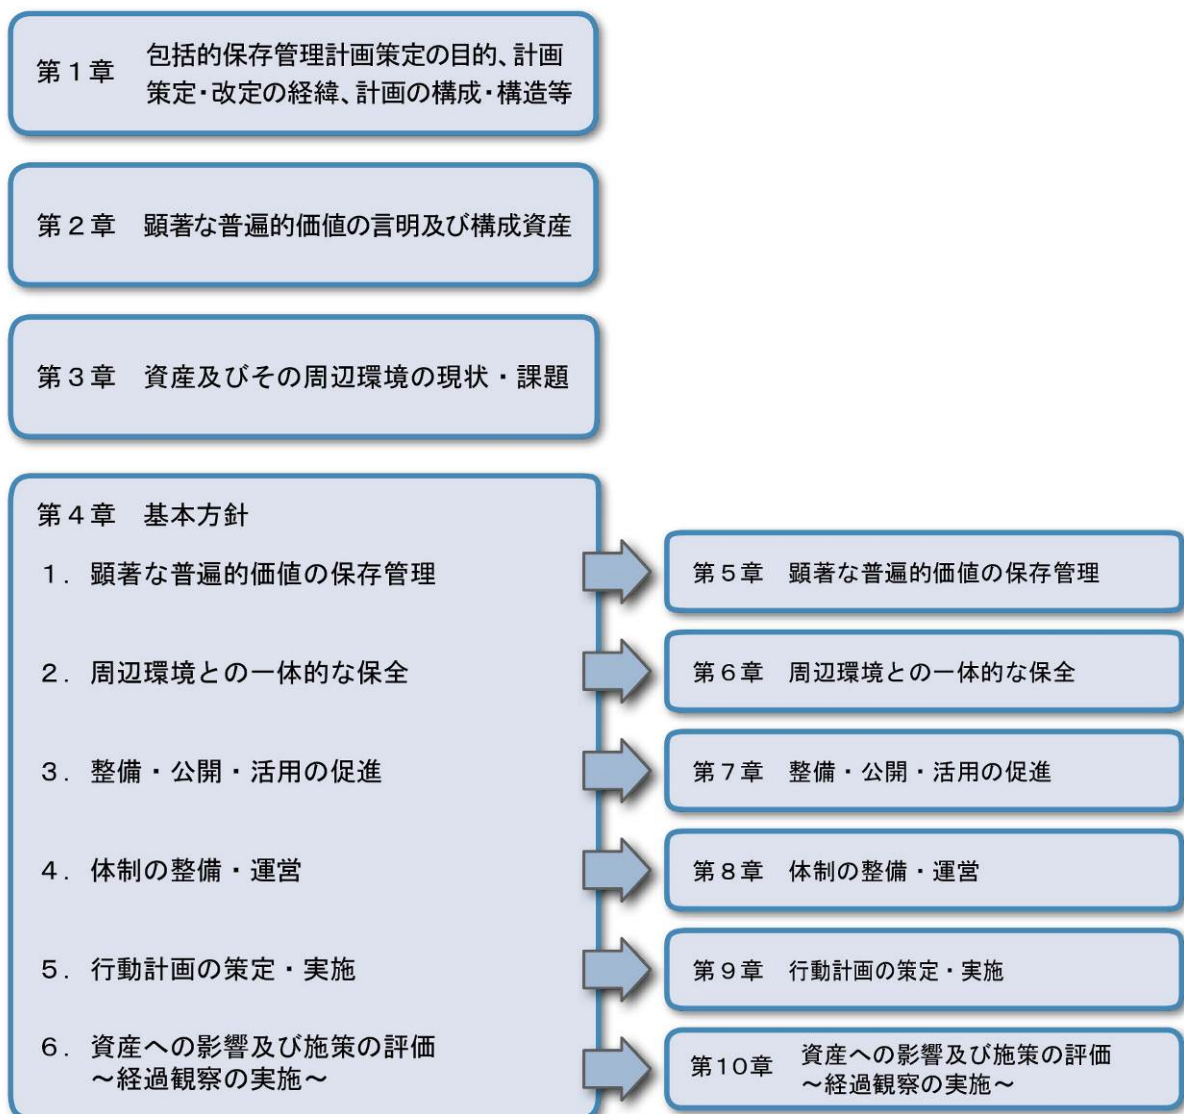 第１章 包括的保存管理計画策定の目的、計画
策定・改定の経緯、計画の構成・構造等
第２章 顕著な普遍的価値の言明及び構成資産
第３章 資産及びその周辺環境の現状・課題
第４章 基本方針
１．顕著な普遍的価値の保存管理
第５章 顕著な普遍的価値の保存管理
２．周辺環境との一体的な保全
第６章 周辺環境との一体的な保全
３．整備・公開・活用の促進
第７章 整備・公開・活用の促進
４．体制の整備・運営
第８章 体制の整備・運営
５．行動計画の策定・実施
第９章 行動計画の策定・実施
６．資産への影響及び施策の評価
～経過観察の実施～
第１０章 資産への影響及び施策の評価
～経過観察の実施～